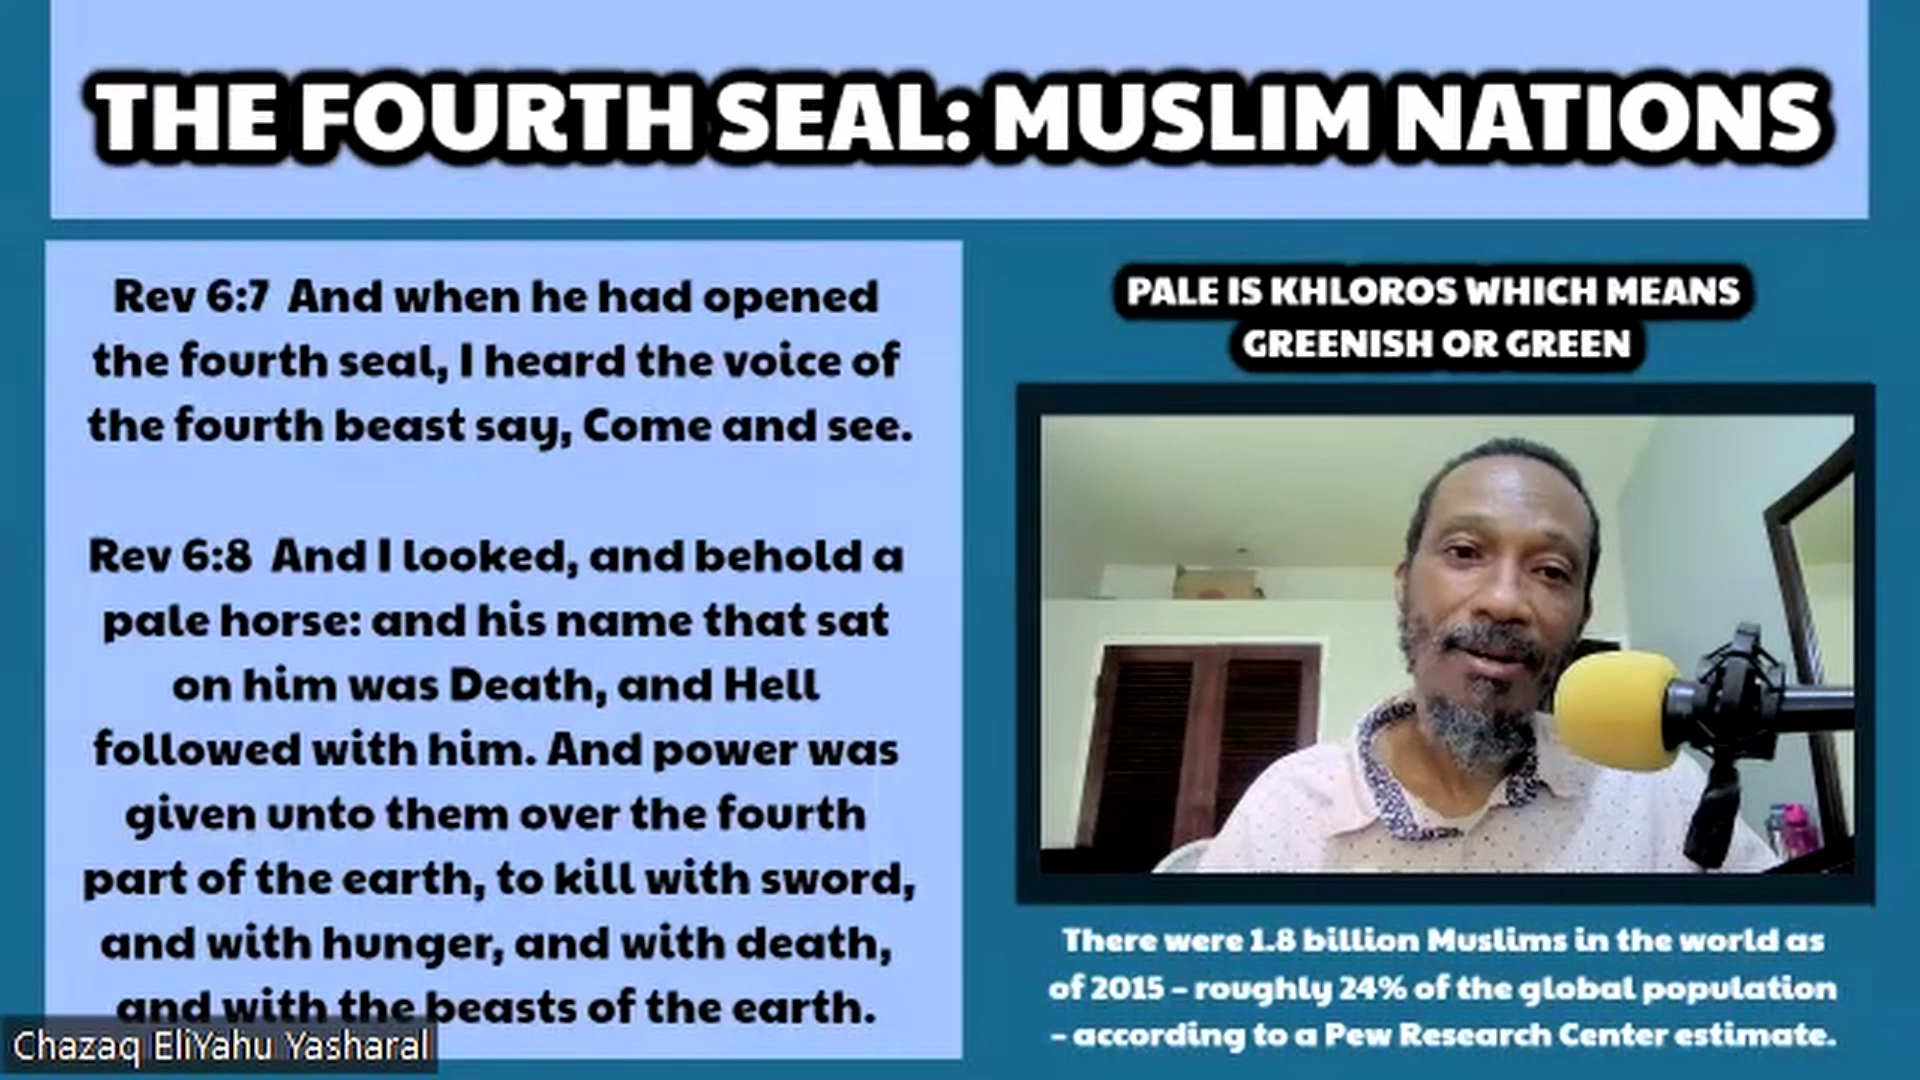 THE FOURTH SEAL: MUSLIM NATIONS
Rev 6:7 And when he had opened
the fourth seal, I heard the voice of
the fourth beast say, Come and see.
Rev 6:8 And I looked, and behold a
pale horse: and his name that sat
on him was Death, and Hell
followed with him. And power was
given unto them over the fourth
part of the earth, to kill with sword,
and with hunger, and with death,
and with the beasts of the earth.
PALE IS KHLOROS WHICH MEANS
GREENISH OR GREEN
There were 1.8 billion Muslims in the world as
of 2015 – roughly 24% of the global population
– according to a Pew Research Center estimate.
Chazaq EliYahu Yasharal